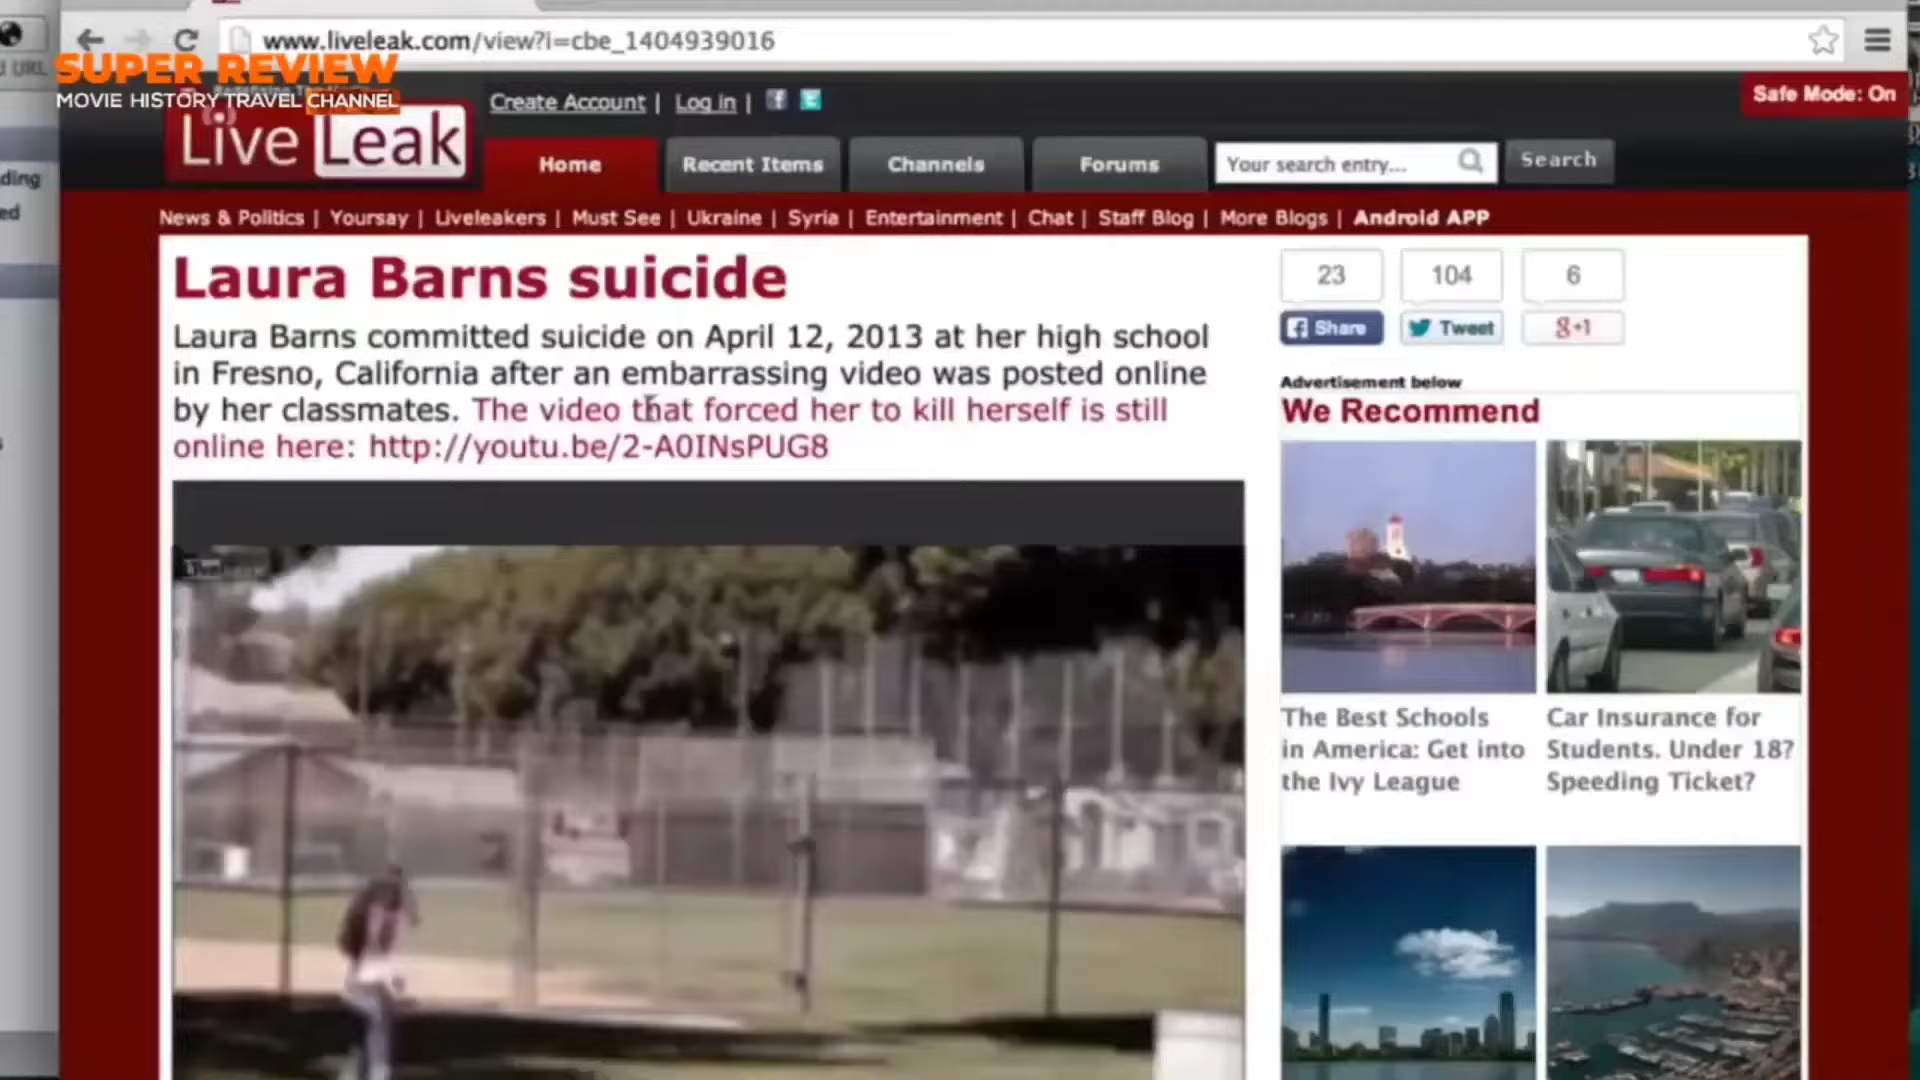 www.liveleak.com/view?i=cbe_1404939016
URL
SUPER REVIEW
MOVIE HISTORY TRAVEL CHANNEL
Create Account | Log in |
Safe Mode: On
Live Leak
Home
Recent Items
Channels
Forums
Your search entry...
Search
ding
ed
News & Politics | Yoursay | Liveleakers | Must See | Ukraine | Syria | Entertainment | Chat | Staff Blog | More Blogs | Android APP
Laura Barns suicide
Laura Barns committed suicide on April 12, 2013 at her high school
in Fresno, California after an embarrassing video was posted online
by her classmates. The video that forced her to kill herself is still
online here: http://youtu.be/2-A0INsPUG8
23
104
6
Share
Tweet
g+1
Advertisement below
We Recommend
The Best Schools
in America: Get into
the Ivy League
Car Insurance for
Students. Under 18?
Speeding Ticket?